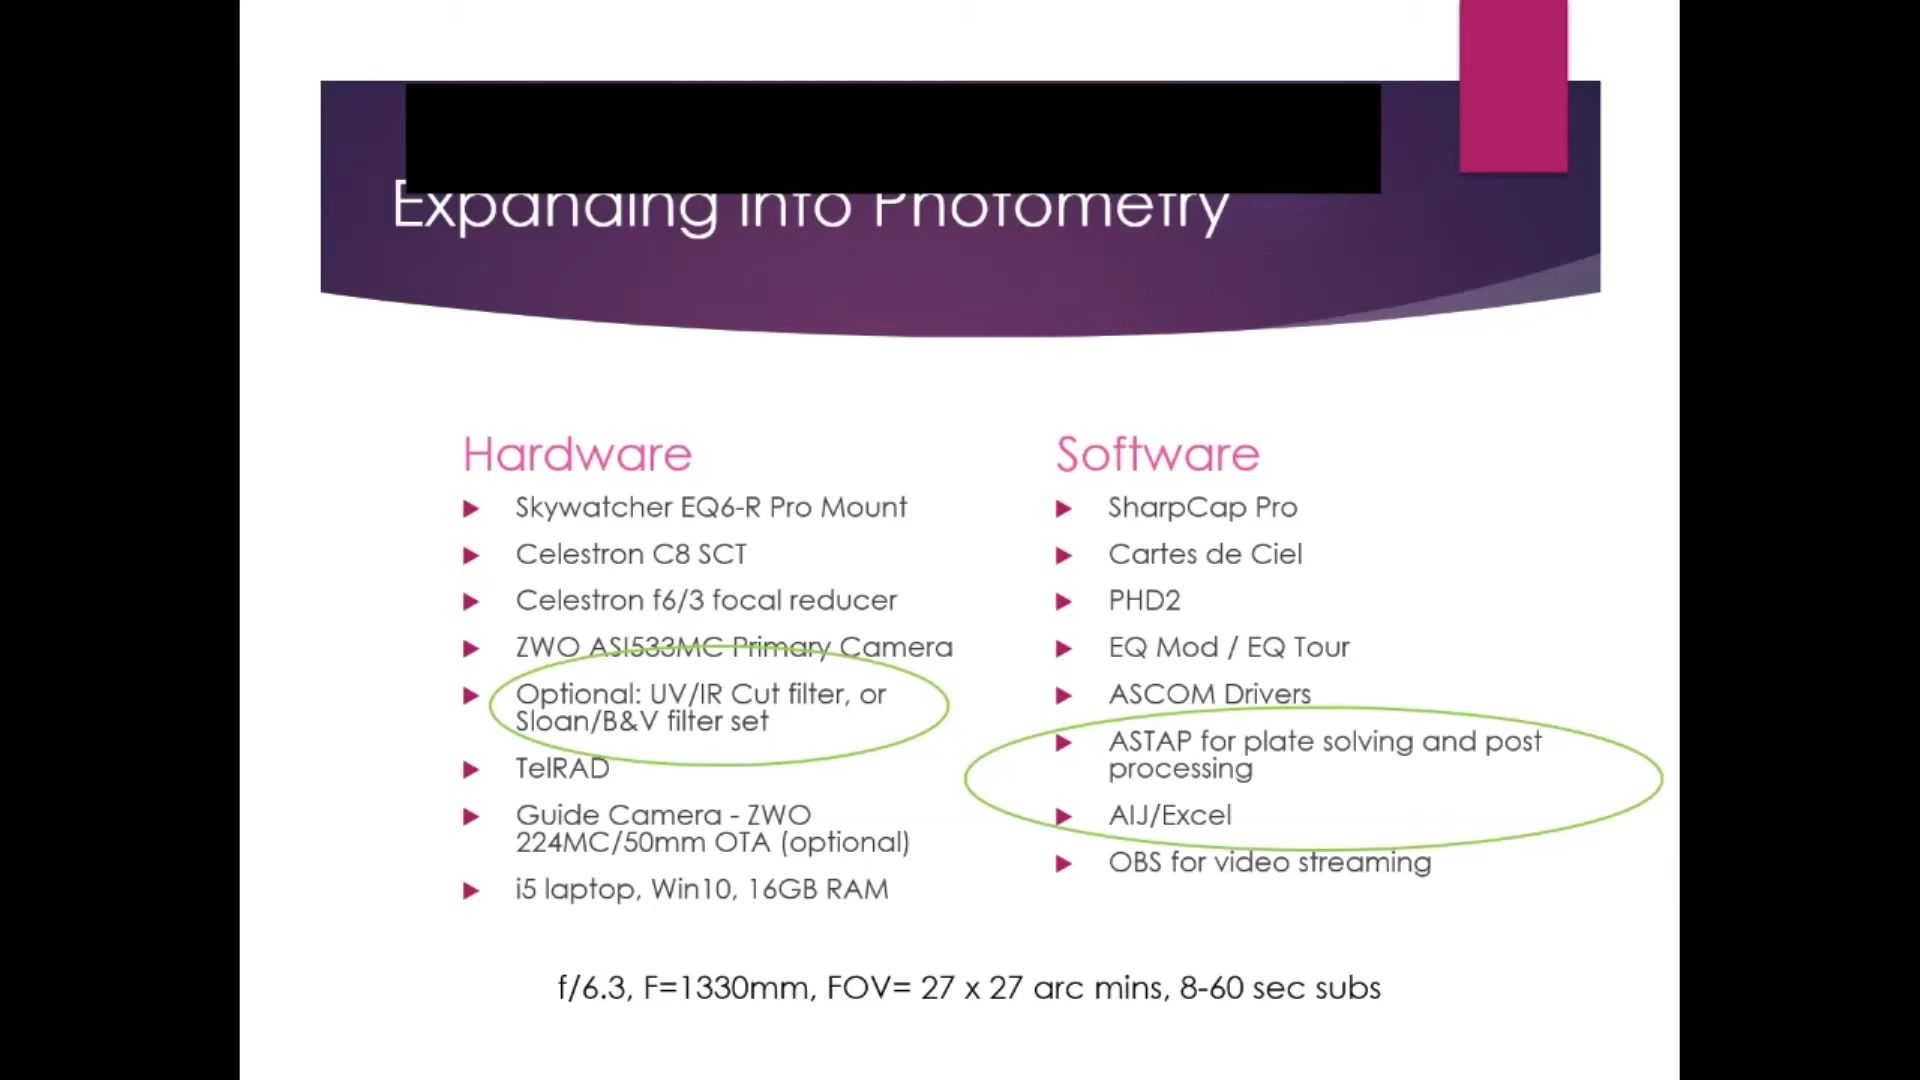 Expanding into Photometry
Hardware
Skywatcher EQ6-R Pro Mount
Celestron C8 SCT
Celestron f6/3 focal reducer
ZWO ASI533MC Primary Camera
Optional: UV/IR Cut filter, or
Sloan/B&V filter set
TelRAD
Guide Camera - ZWO
224MC/50mm OTA (optional)
i5 laptop, Win10, 16GB RAM
Software
SharpCap Pro
Cartes de Ciel
PHD2
EQ Mod / EQ Tour
ASCOM Drivers
ASTAP for plate solving and post
processing
AIJ/Excel
OBS for video streaming
f/6.3, F=1330mm, FOV= 27 x 27 arc mins, 8-60 sec subs